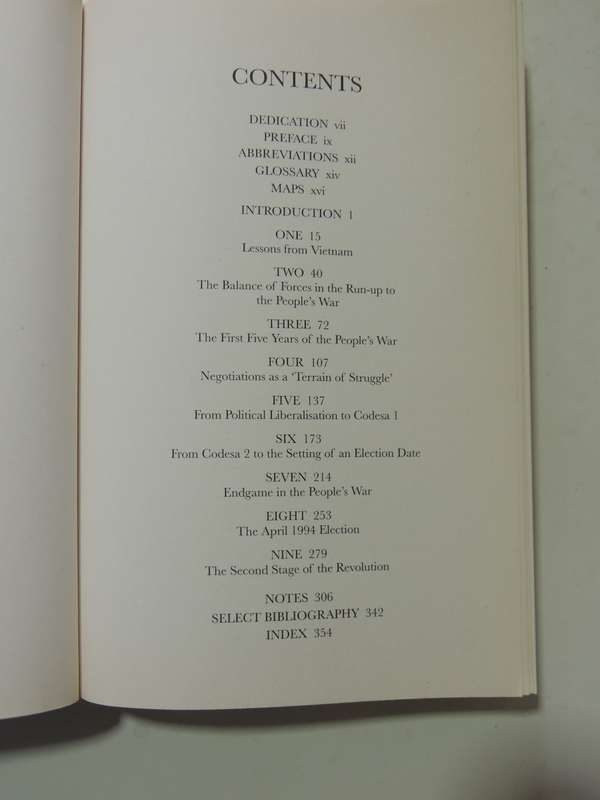 CONTENTS
DEDICATION vii
PREFACE ix
ABBREVIATIONS xii
GLOSSARY xiv
MAPS xvi
INTRODUCTION 1
ONE 15
Lessons from Vietnam
TWO 40
The Balance of Forces in the Run-up to
the People's War
THREE 72
The First Five Years of the People's War
FOUR 107
Negotiations as a 'Terrain of Struggle'
FIVE 137
From Political Liberalisation to Codesa 1
SIX 173
From Codesa 2 to the Setting of an Election Date
SEVEN 214
Endgame in the People's War
EIGHT 253
The April 1994 Election
NINE 279
The Second Stage of the Revolution
NOTES 306
SELECT BIBLIOGRAPHY 342
INDEX 354